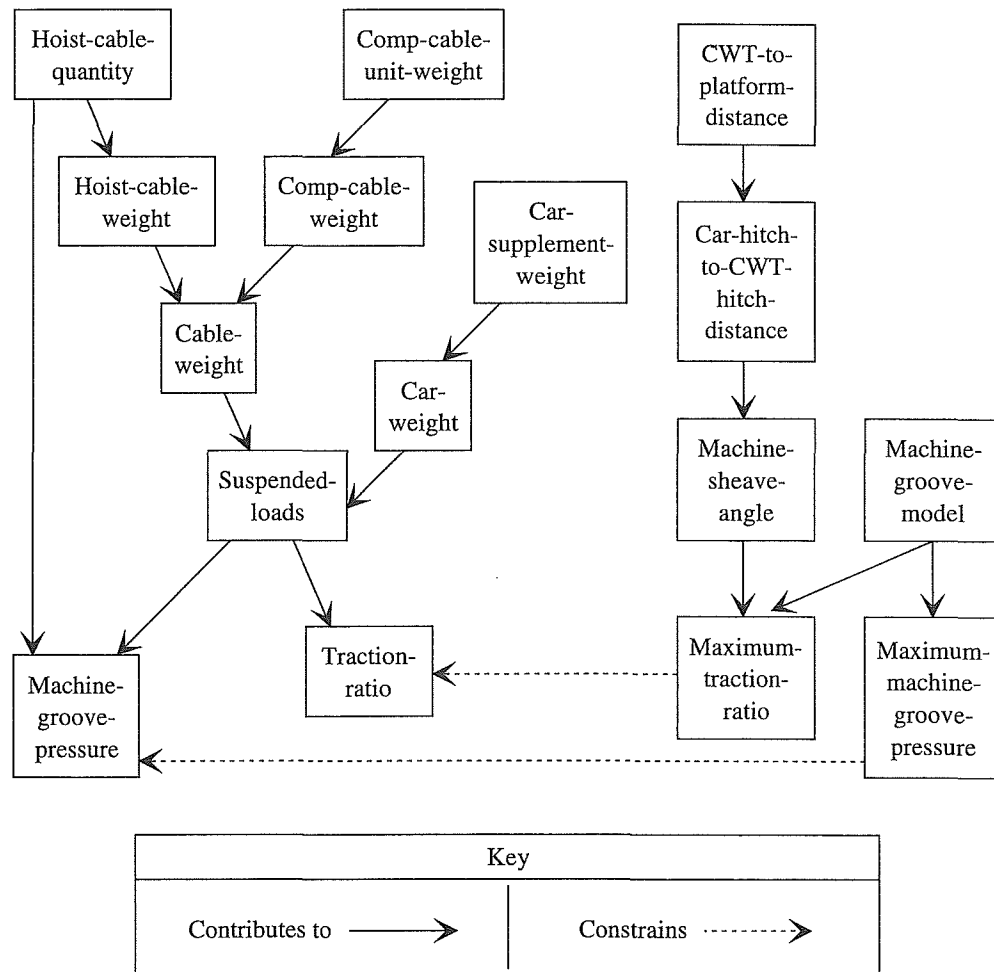 Hoist-cable-
quantity
Comp-cable-
unit-weight
CWT-to-
platform-
distance
Hoist-cable-
weight
Comp-cable-
weight
Car-
supplement-
weight
Car-hitch-
to-CWT-
hitch-
distance
Cable-
weight
Car-
weight
Suspended-
loads
Machine-
sheave-
angle
Machine-
groove-
model
Machine-
groove-
pressure
Traction-
ratio
Maximum-
traction-
ratio
Maximum-
machine-
groove-
pressure
Key
Contributes to
Constrains